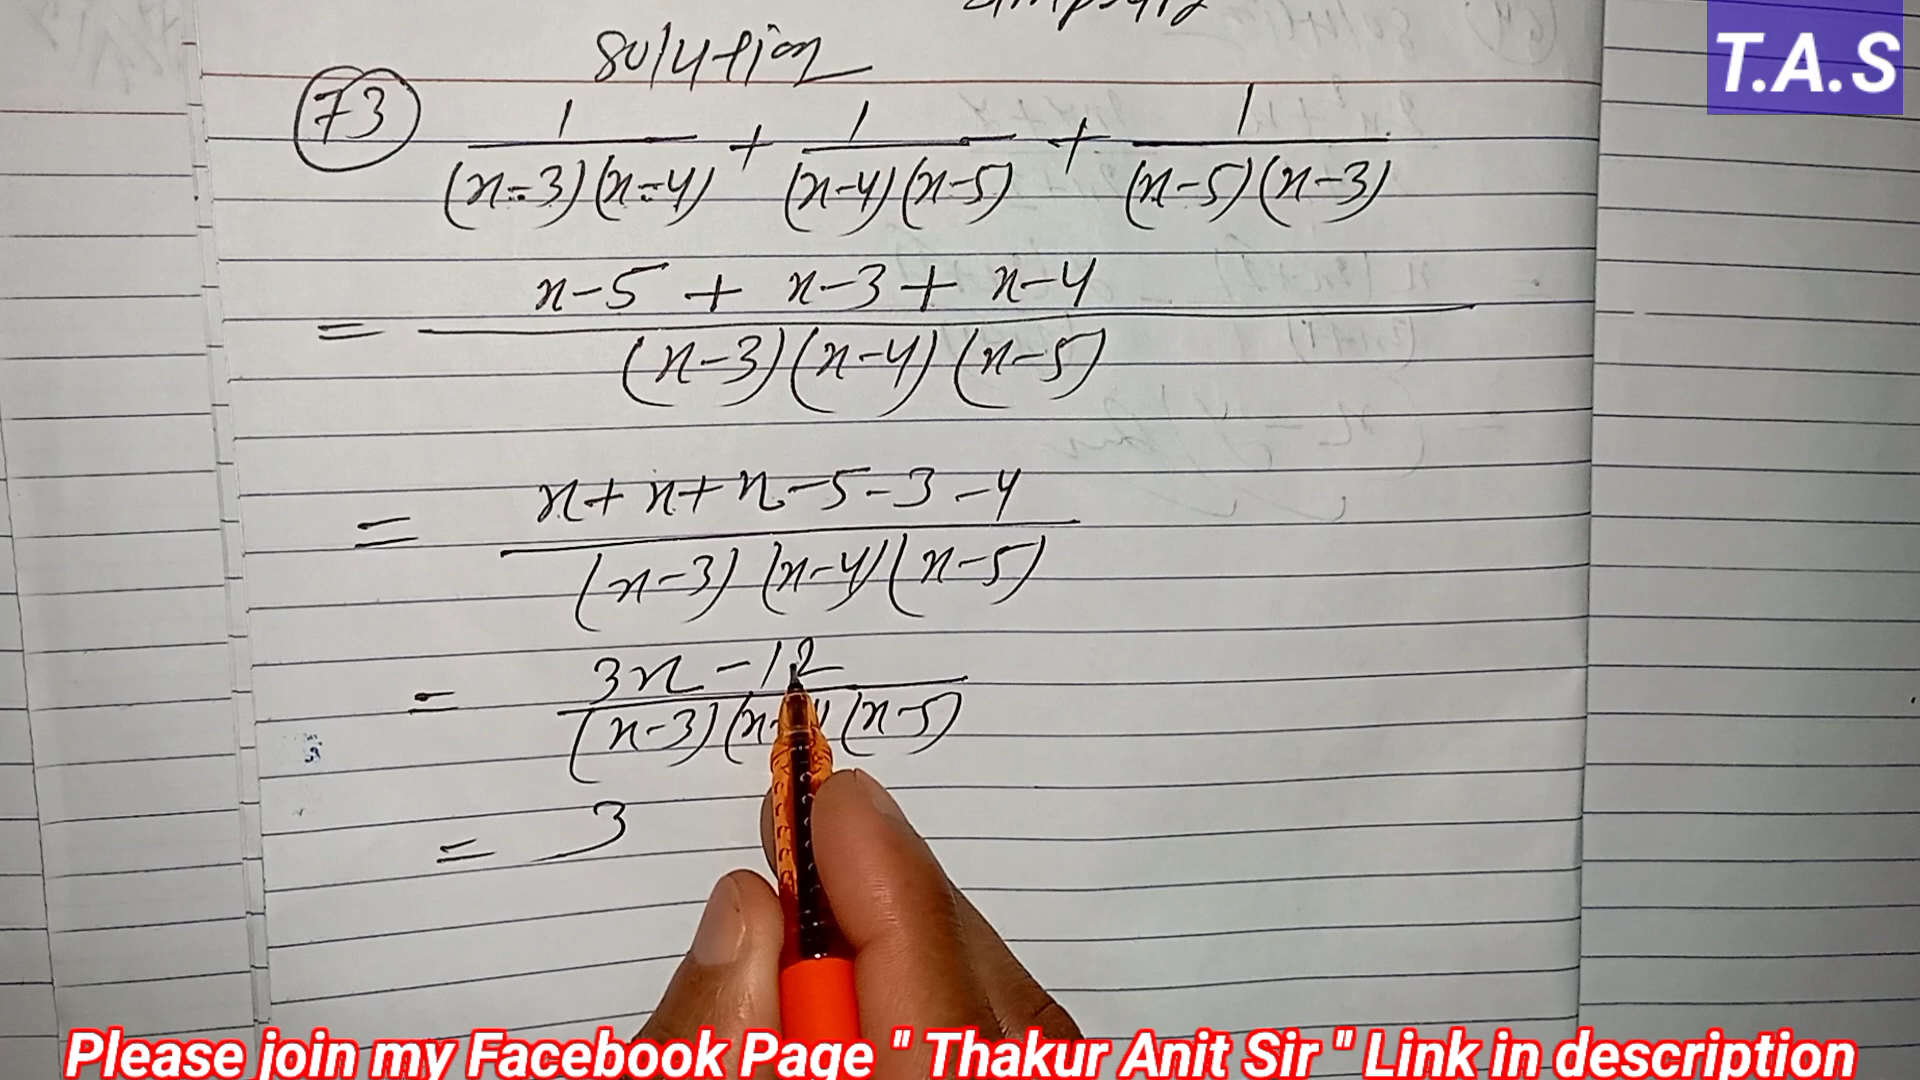 T.A.S
solution
73 1/(x-3)(x-4) + 1/(x-4)(x-5) + 1/(x-5)(x-3)
= x-5 + x-3 + x-4/(x-3)(x-4)(x-5)
= x+x+x-5-3-4/(x-3)(x-4)(x-5)
= 3x-12/(x-3)(x-4)(x-5)
= 3
Please join my Facebook Page " Thakur Anit Sir " Link in description